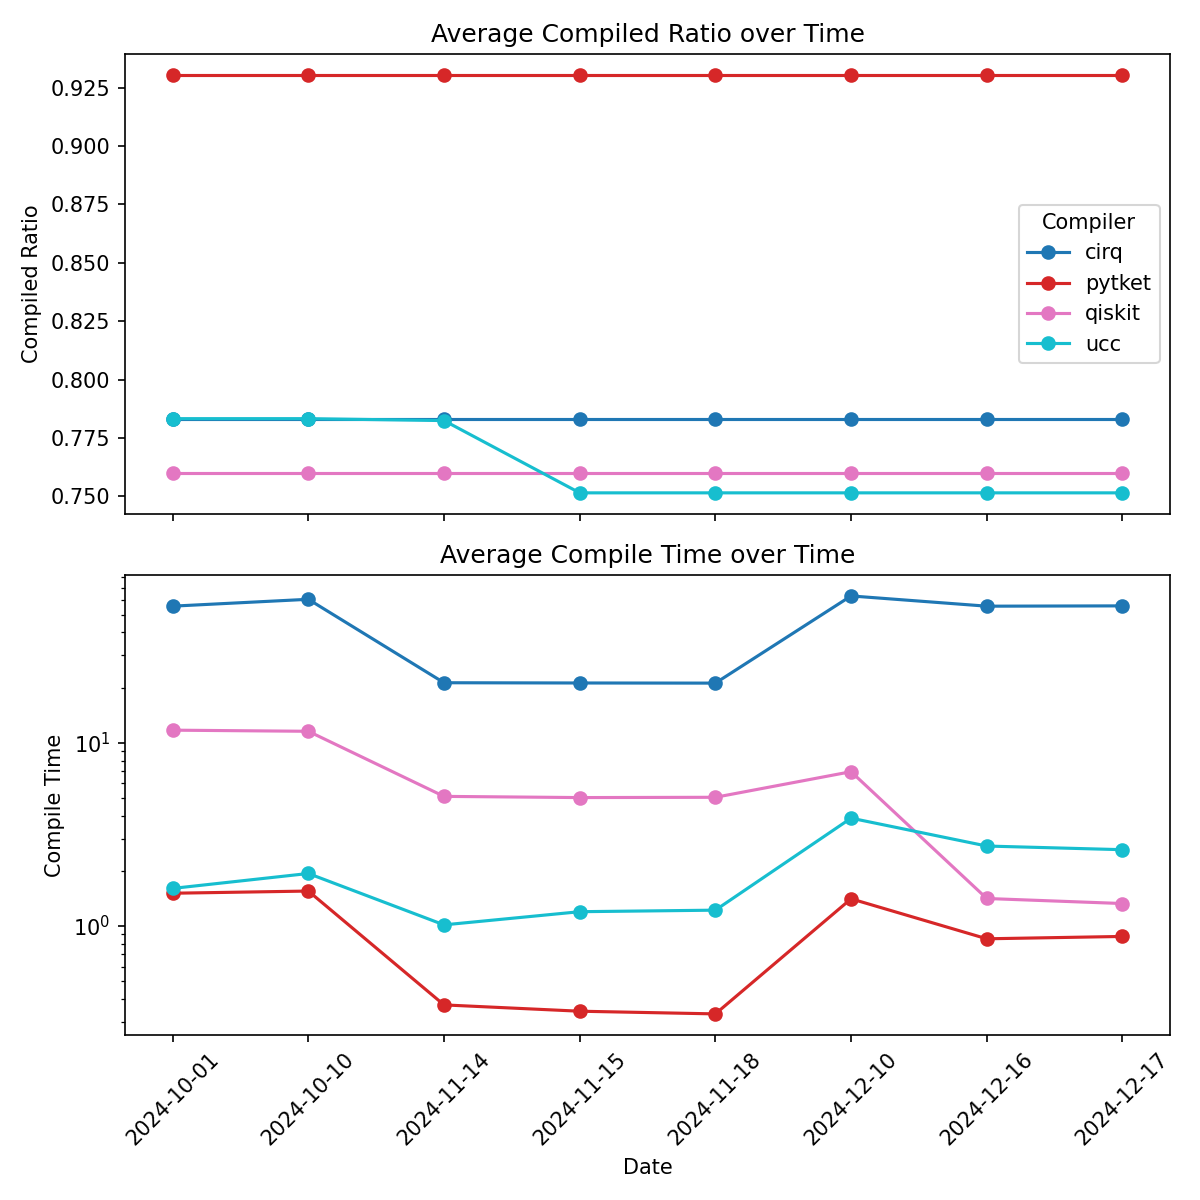 Average Compiled Ratio over Time
0.925
0.900
0.875
0.850
0.825
0.800
0.775
0.750
Compiled Ratio
Compiler
cirq
pytket
qiskit
ucc
Average Compile Time over Time
10¹
10⁰
Compile Time
2024-10-01
2024-10-10
2024-11-14
2024-11-15
2024-11-18
2024-12-10
2024-12-16
2024-12-17
Date